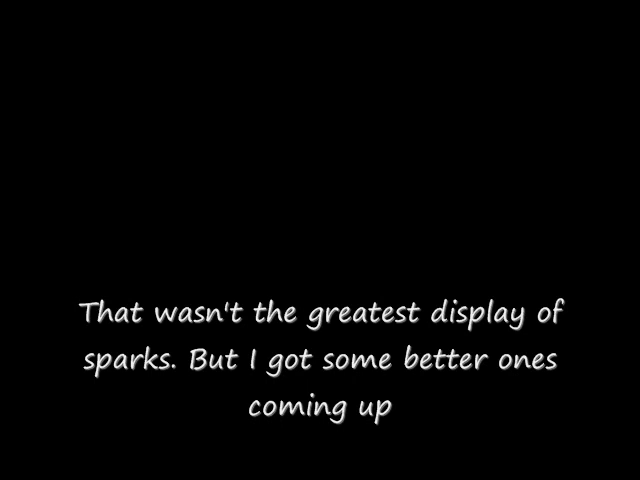 That wasn't the greatest display of
sparks. But I got some better ones
coming up